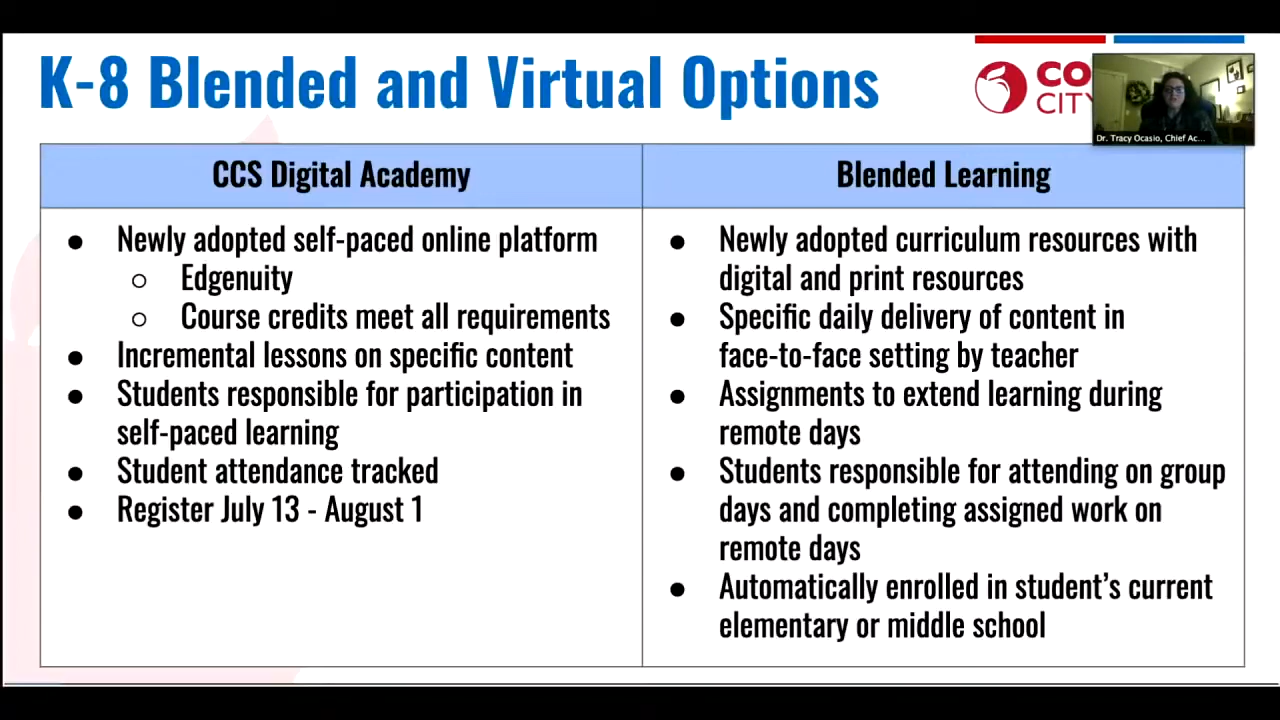 K-8 Blended and Virtual Options
CO
CITY
Dr. Tracy Ocasio, Chief Ac...
CCS Digital Academy
● Newly adopted self-paced online platform
○ Edgenuity
○ Course credits meet all requirements
● Incremental lessons on specific content
● Students responsible for participation in
self-paced learning
● Student attendance tracked
● Register July 13 - August 1
Blended Learning
● Newly adopted curriculum resources with
digital and print resources
● Specific daily delivery of content in
face-to-face setting by teacher
● Assignments to extend learning during
remote days
● Students responsible for attending on group
days and completing assigned work on
remote days
● Automatically enrolled in student’s current
elementary or middle school